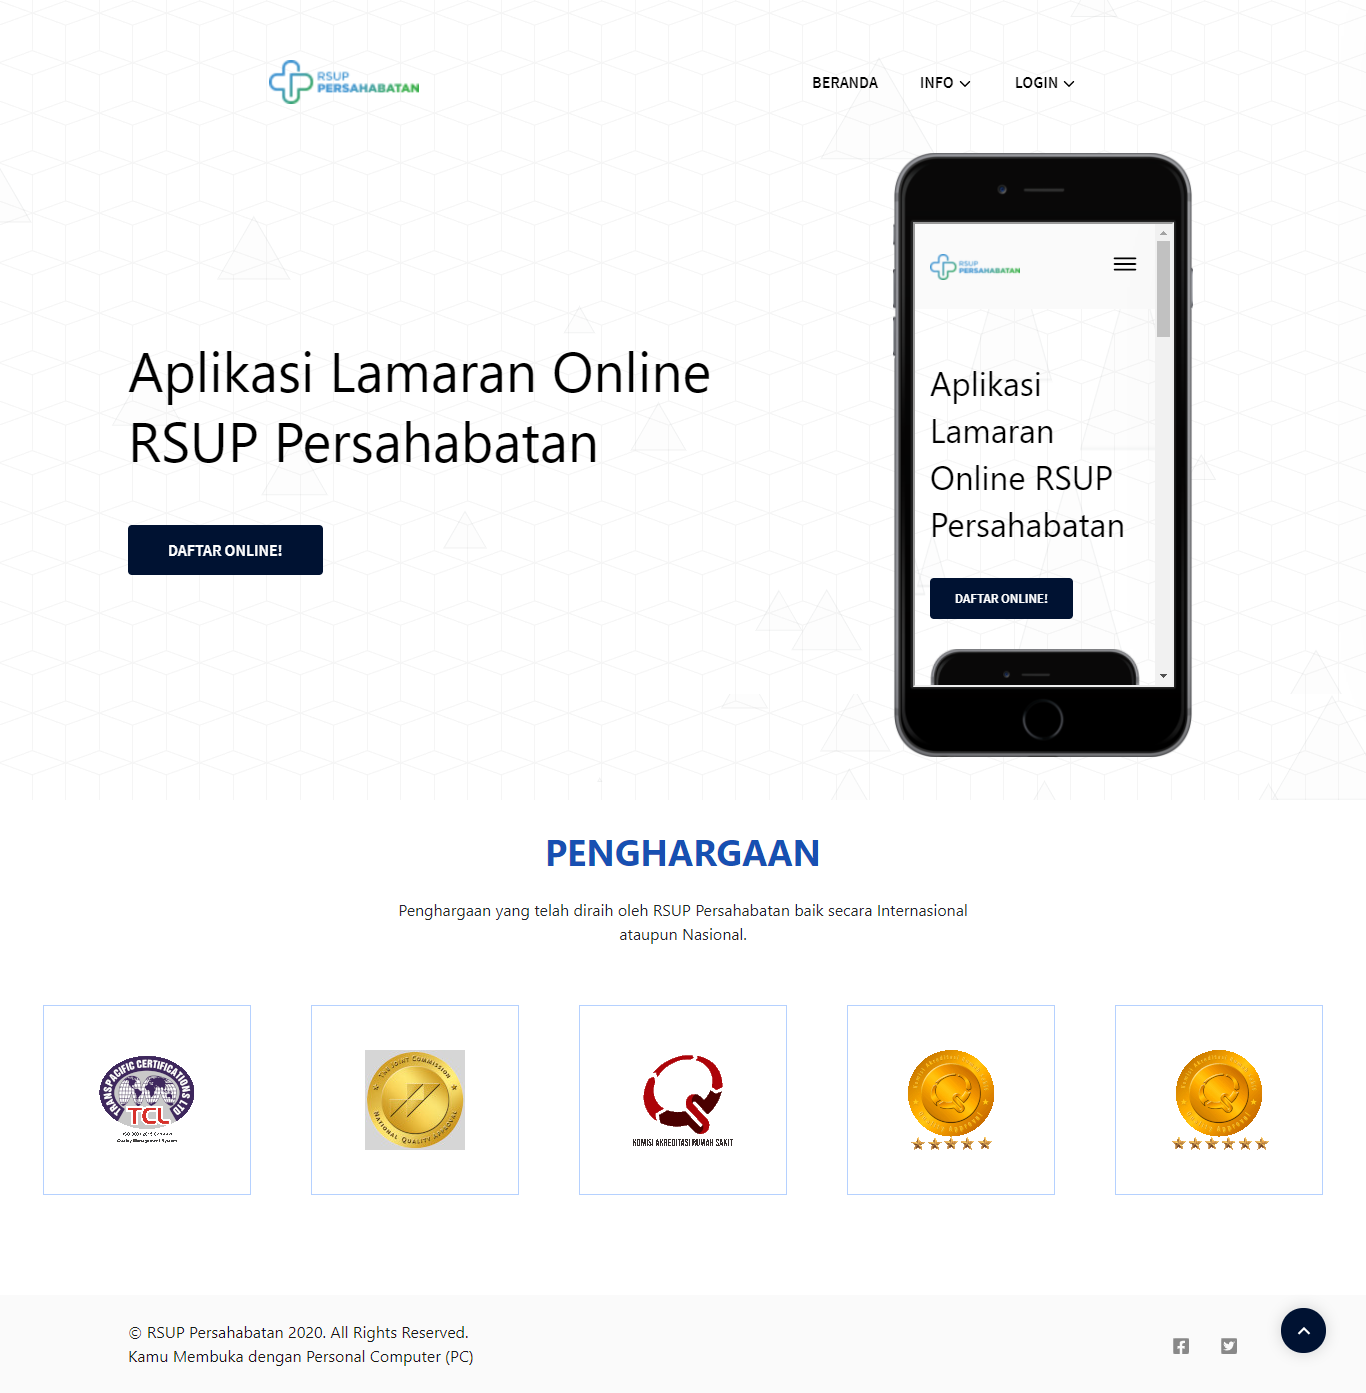 RSUP
PERSAHABATAN
BERANDA
INFO
LOGIN
Aplikasi Lamaran Online
RSUP Persahabatan
DAFTAR ONLINE!
RSUP
PERSAHABATAN
Aplikasi
Lamaran
Online RSUP
Persahabatan
DAFTAR ONLINE!
PENGHARGAAN
Penghargaan yang telah diraih oleh RSUP Persahabatan baik secara Internasional
ataupun Nasional.
TRANSPACIFIC CERTIFICATIONS LTD
TCL
Quality Management System
THE JOINT COMMISSION
NATIONAL QUALITY APPROVAL
KOMISI AKREDITASI RUMAH SAKIT
© RSUP Persahabatan 2020. All Rights Reserved.
Kamu Membuka dengan Personal Computer (PC)